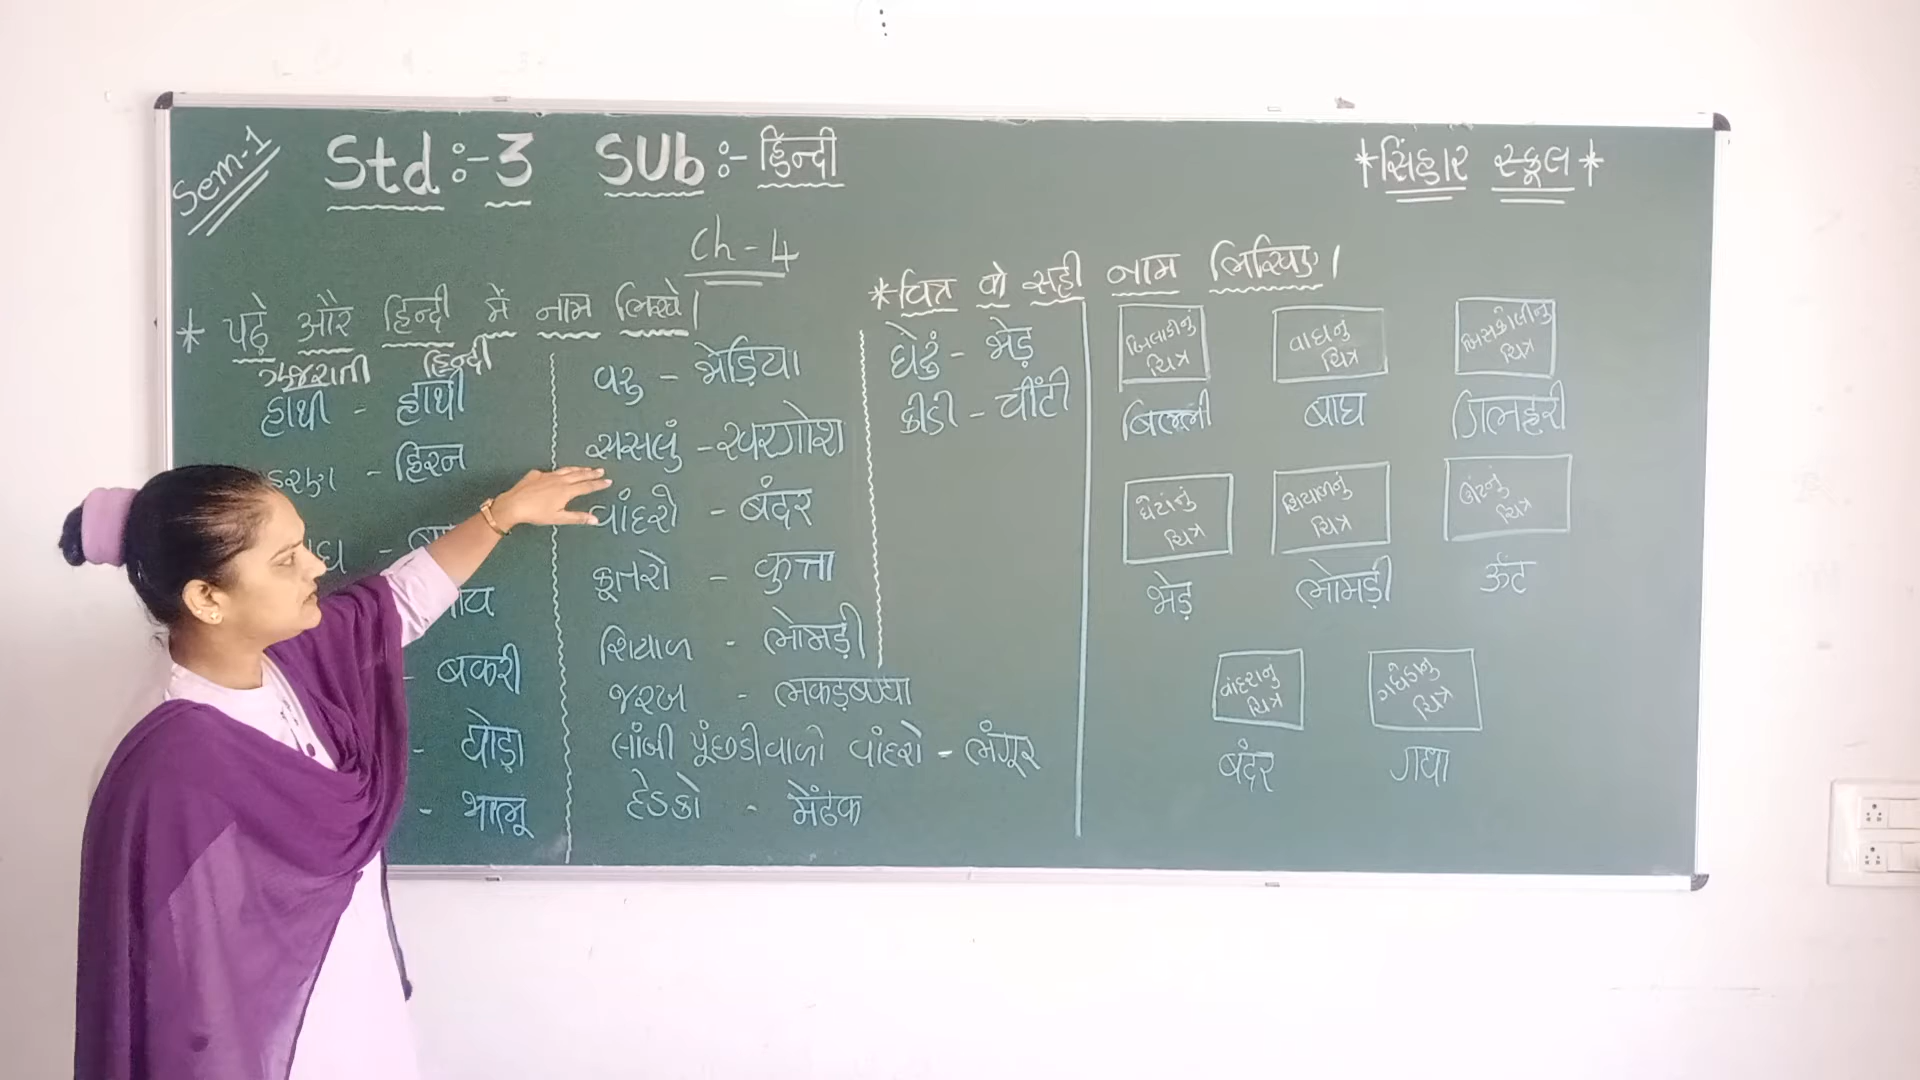 Sem-1
Std:-3 Sub:- हिन्दी
*સિંહાર સ્કૂલ*
Ch-4
* पढ़े और हिन्दी में नाम लिखे।
ગુજરાતી हिन्दी
હાથી - हाथी
હરણ - हिरन
-
- बकरी
- घोड़ा
- भालू
વરુ - भेड़िया
સસલું - खरगोश
વાંદરો - बंदर
કૂતરો - कुत्ता
શિયાળ - लोमड़ी
જરખ - लकड़बग्घा
લાંબી પૂંછડીવાળો વાંદરો - लंगूर
દેડકો - मेंढक
ઘેટું - भेड़
કીડી - चींटी
*चित्र के सही नाम लिखिए।
બિલાડીનું ચિત્ર
बिल्ली
વાઘનું ચિત્ર
बाघ
ખિસકોલીનું ચિત્ર
गिलहरी
ઘેટાંનું ચિત્ર
भेड़
શિયાળનું ચિત્ર
लोमड़ी
ઊંટનું ચિત્ર
ऊँट
વાંદરાનું ચિત્ર
बंदर
ગધેડાનું ચિત્ર
गधा